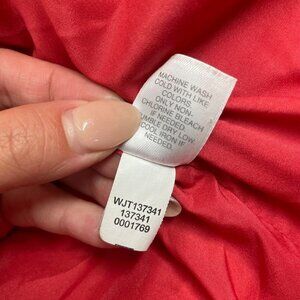 MACHINE WASH
COLD WITH LIKE
COLORS.
ONLY NON-
CHLORINE BLEACH
IF NEEDED.
TUMBLE DRY LOW.
COOL IRON IF
NEEDED.
WJT137341
137341
0001769